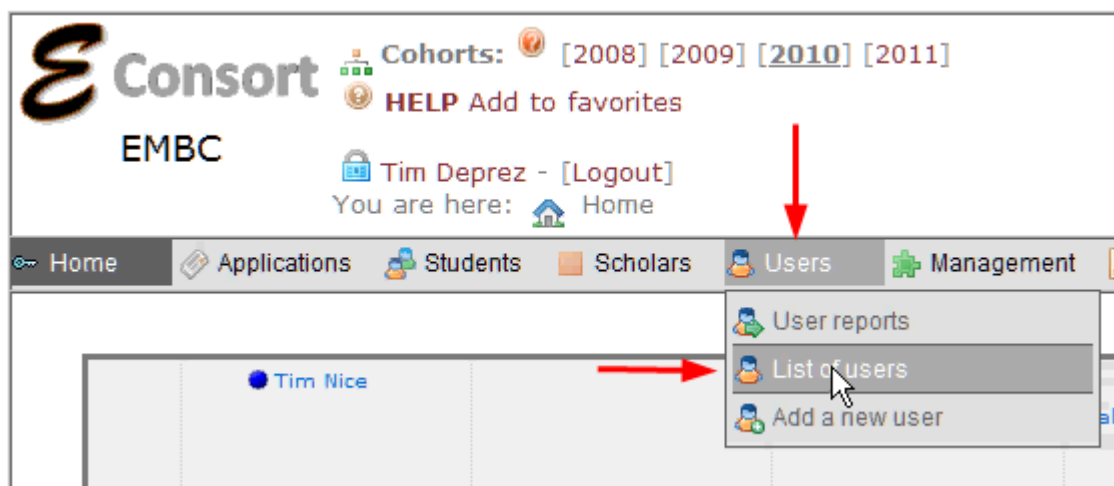 E Consort
EMBC
Cohorts: [2008] [2009] [2010] [2011]
HELP Add to favorites
Tim Deprez - [Logout]
You are here: Home
Home Applications Students Scholars Users Management
User reports
List of users
Add a new user
Tim Nice